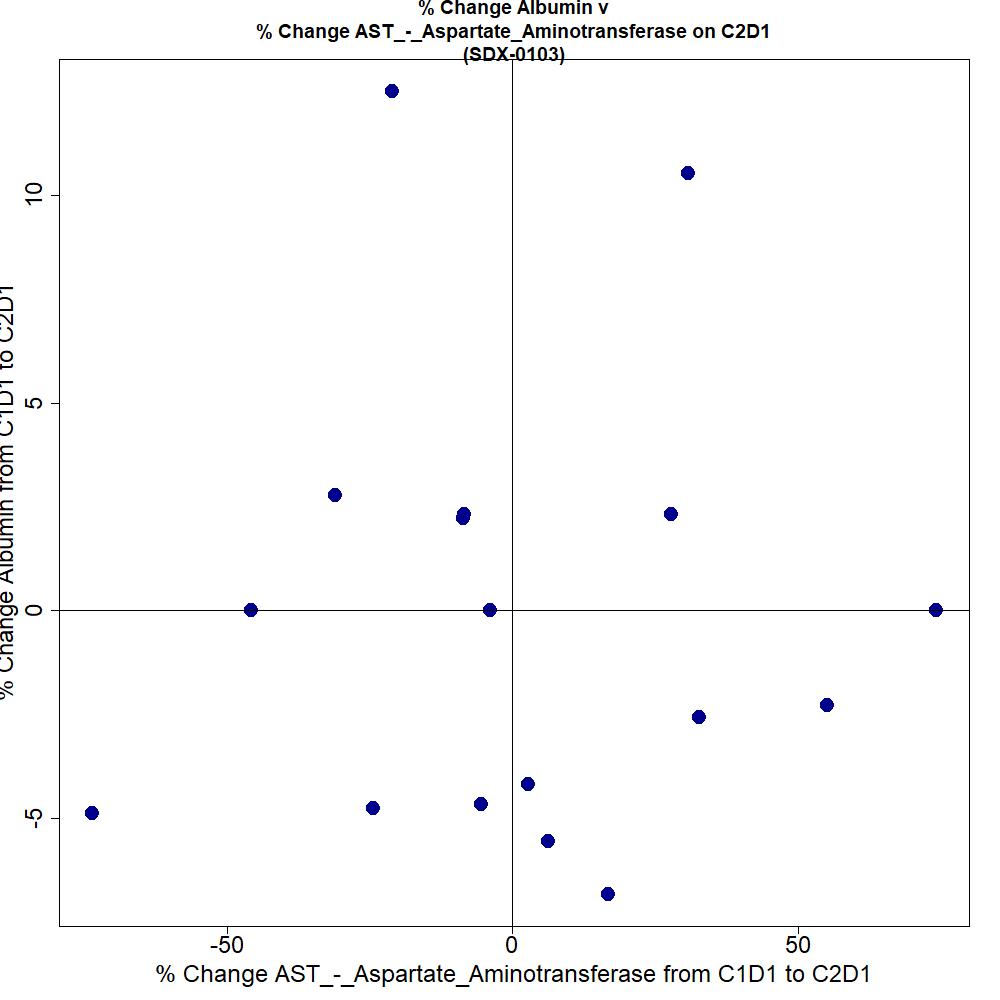 % Change Albumin v
% Change AST_-_Aspartate_Aminotransferase on C2D1
(SDX-0103)
% Change Albumin from C1D1 to C2D1
10
5
0
-5
-50
0
50
% Change AST_-_Aspartate_Aminotransferase from C1D1 to C2D1